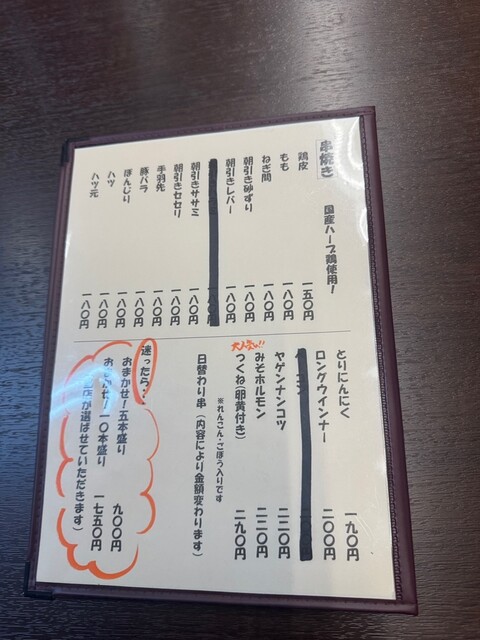 串焼き 国産ハーブ鶏使用!
鶏皮 一五〇円
もも 一八〇円
ねぎ間 一八〇円
朝引き砂ずり 一八〇円
朝引きレバー 一八〇円
朝引きササミ 一八〇円
朝引きセセリ 一八〇円
手羽先 一八〇円
豚バラ 一八〇円
ぼんじり 一八〇円
ハツ 一八〇円
ハツ元 一八〇円
とりにんにく 一九〇円
ロングウインナー 二〇〇円
ヤゲンナンコツ 二二〇円
みそホルモン 二二〇円
大人気!!
つくね(卵黄付き) 二九〇円
※れんこん・ごぼう入りです
日替わり串(内容により金額変わります)
迷ったら?
おまかせ!五本盛り 九〇〇円
おまかせ!一〇本盛り 一七五〇円
店が選ばせていただきます)